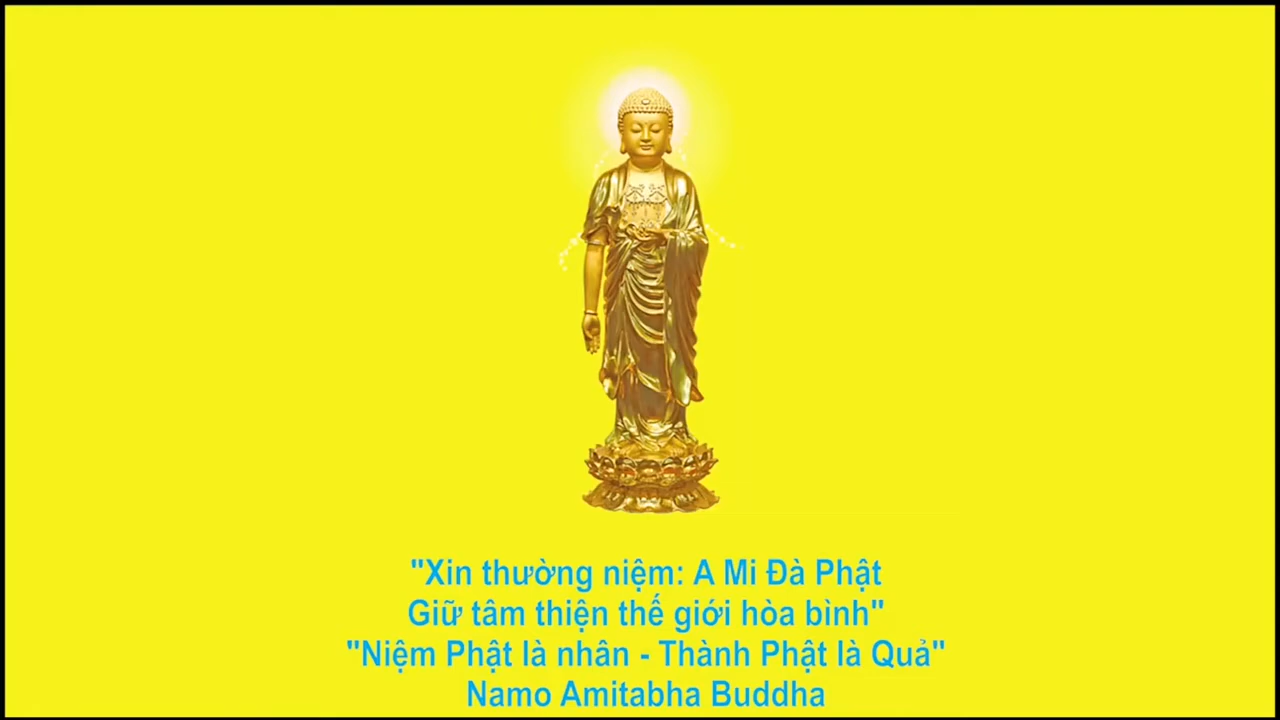 "Xin thường niệm: A Mi Đà Phật
Giữ tâm thiện thế giới hòa bình"
"Niệm Phật là nhân - Thành Phật là Quả"
Namo Amitabha Buddha